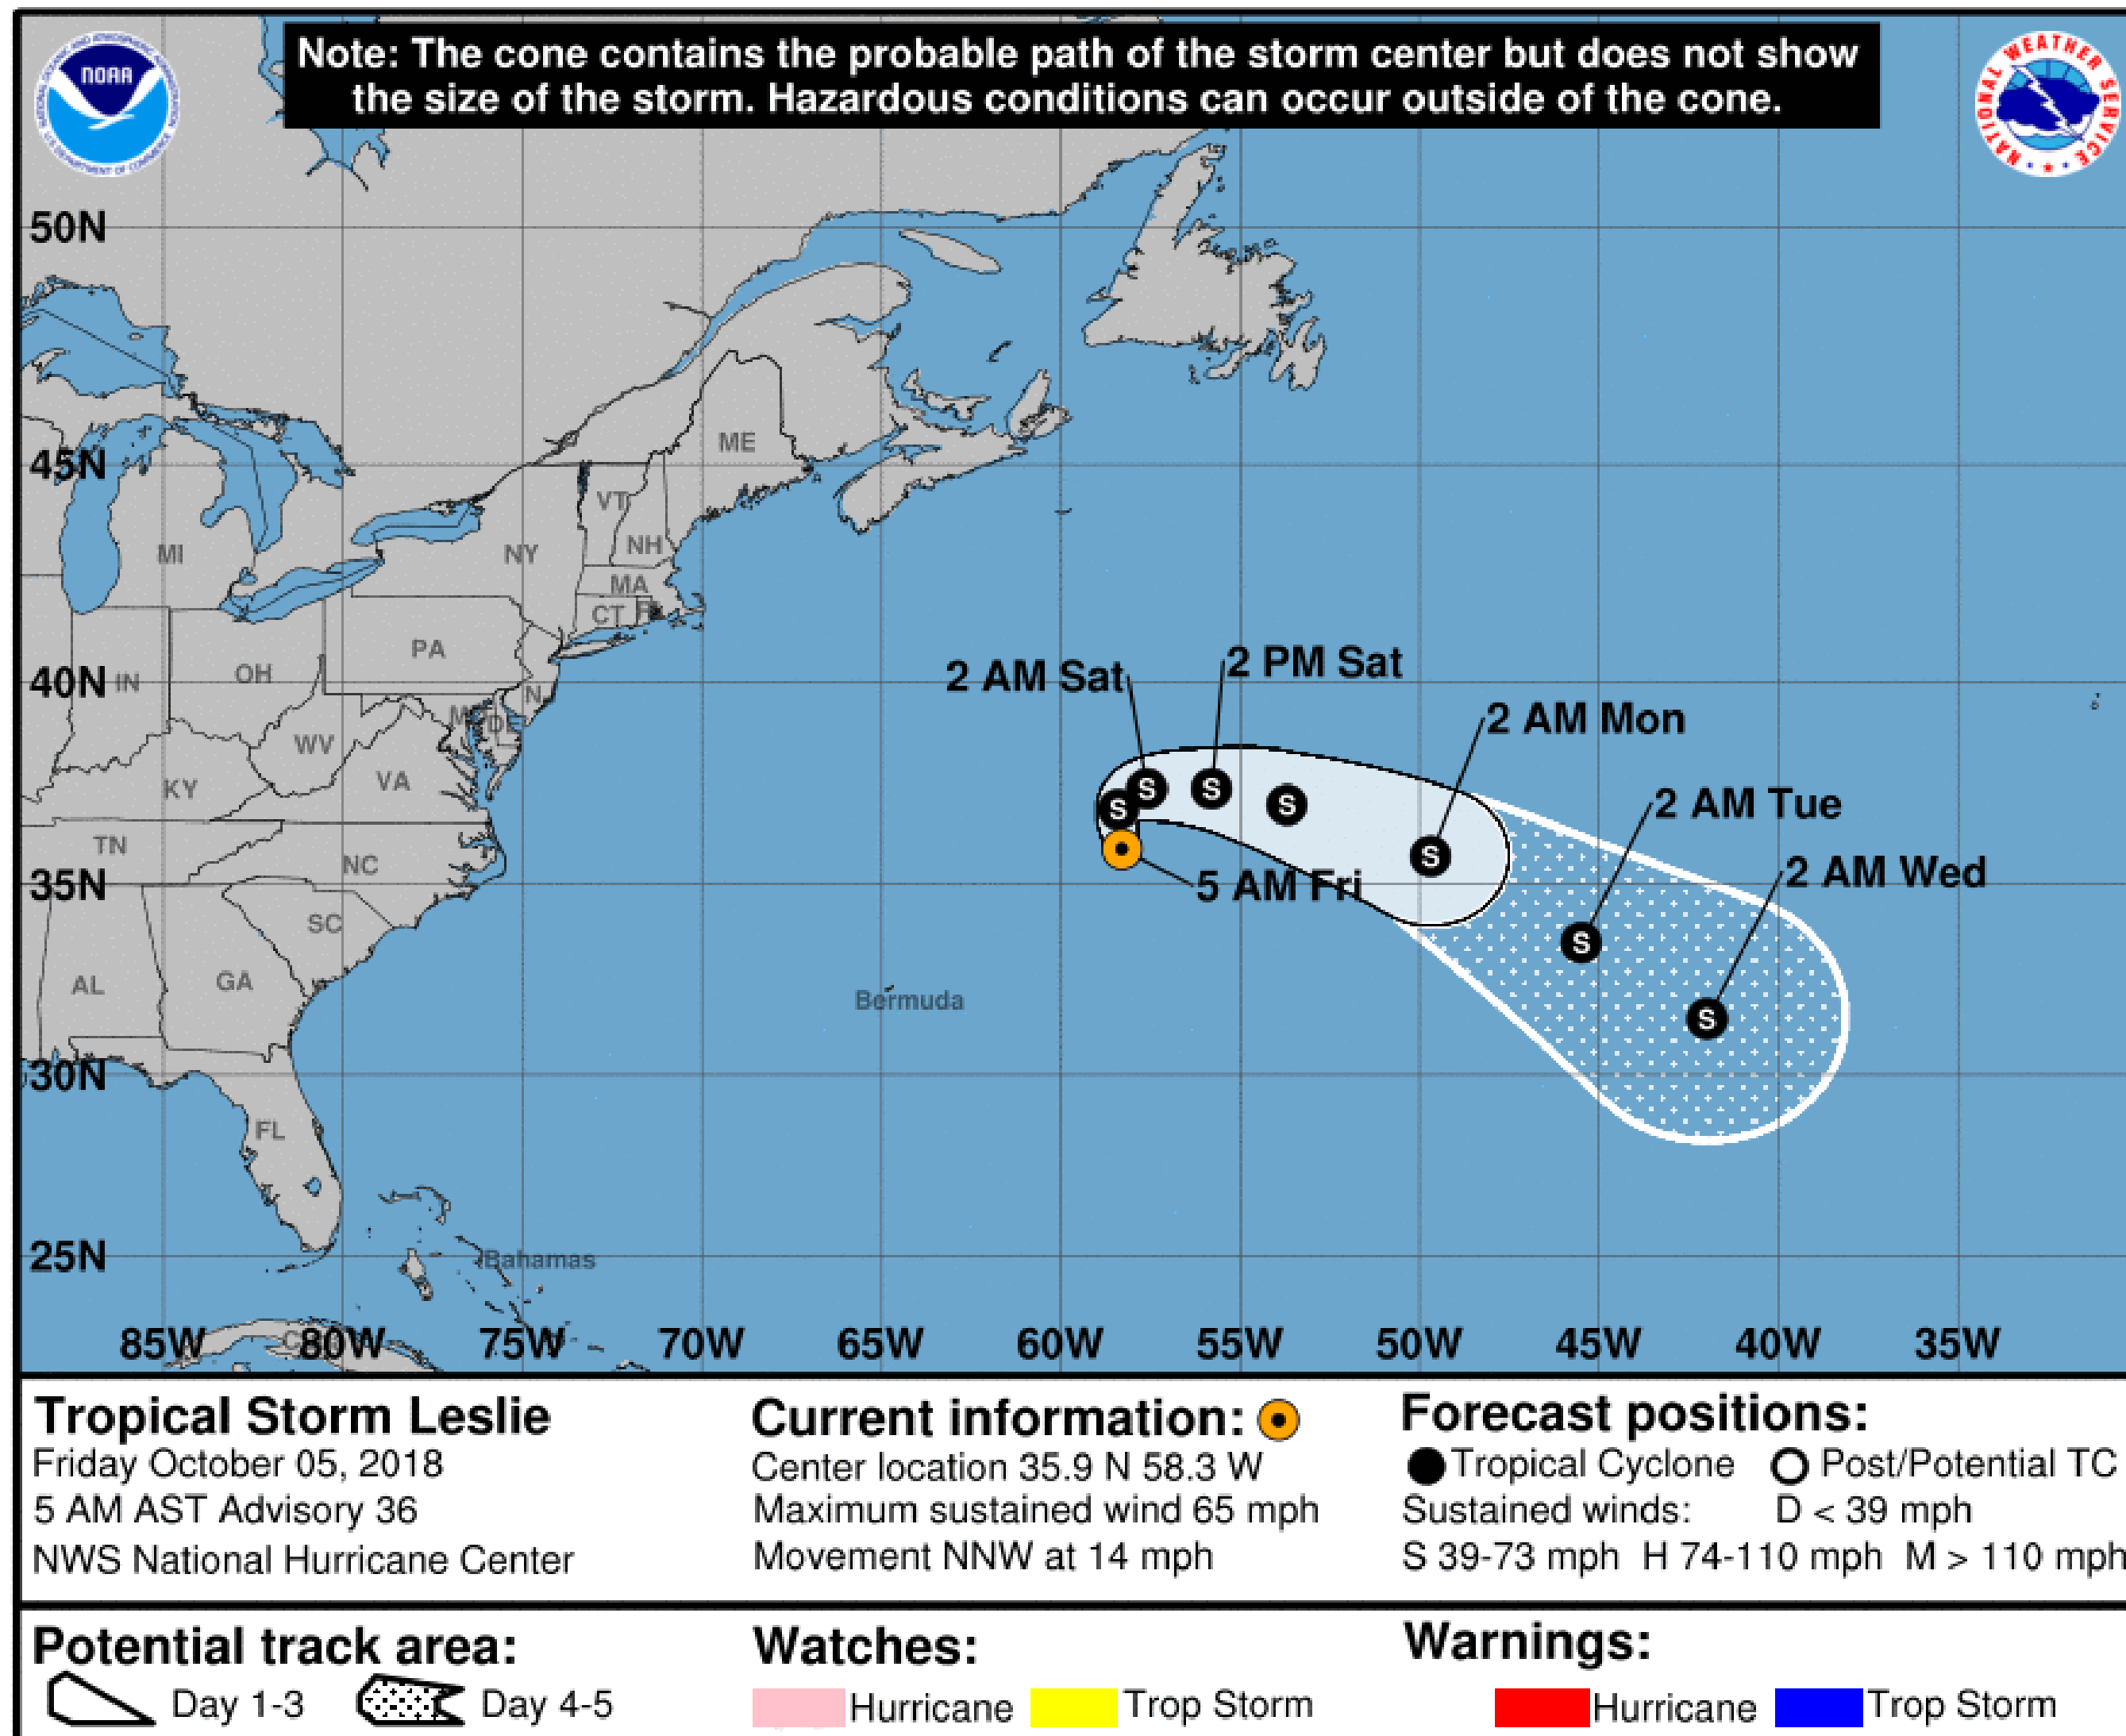 Note: The cone contains the probable path of the storm center but does not show
the size of the storm. Hazardous conditions can occur outside of the cone.
NOAA
NATIONAL WEATHER SERVICE
50N
45N
40N
35N
30N
25N
ME
VT
NH
MI
NY
MA
CT
PA
IN
OH
WV
KY
VA
TN
NC
SC
AL
GA
FL
DE
Bermuda
Bahamas
2 AM Sat
2 PM Sat
2 AM Mon
2 AM Tue
2 AM Wed
5 AM Fri
S
S
S
S
S
S
S
85W 80W 75W 70W 65W 60W 55W 50W 45W 40W 35W
Tropical Storm Leslie
Friday October 05, 2018
5 AM AST Advisory 36
NWS National Hurricane Center
Current information:
Center location 35.9 N 58.3 W
Maximum sustained wind 65 mph
Movement NNW at 14 mph
Forecast positions:
Tropical Cyclone Post/Potential TC
Sustained winds: D < 39 mph
S 39-73 mph H 74-110 mph M > 110 mph
Potential track area:
Day 1-3 Day 4-5
Watches:
Hurricane Trop Storm
Warnings:
Hurricane Trop Storm